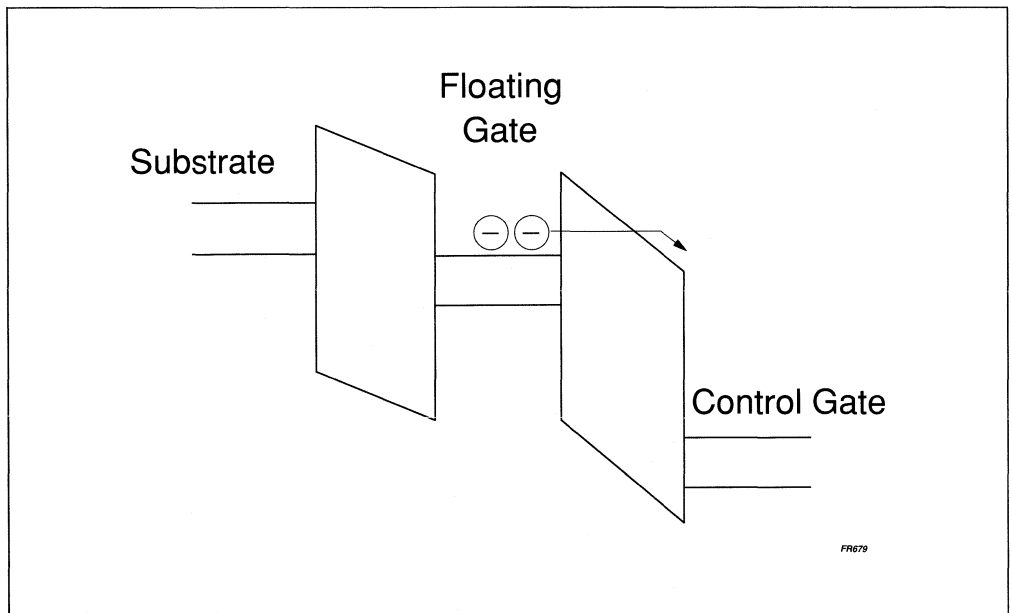 Floating
Gate
Substrate
− −
Control Gate
FR679